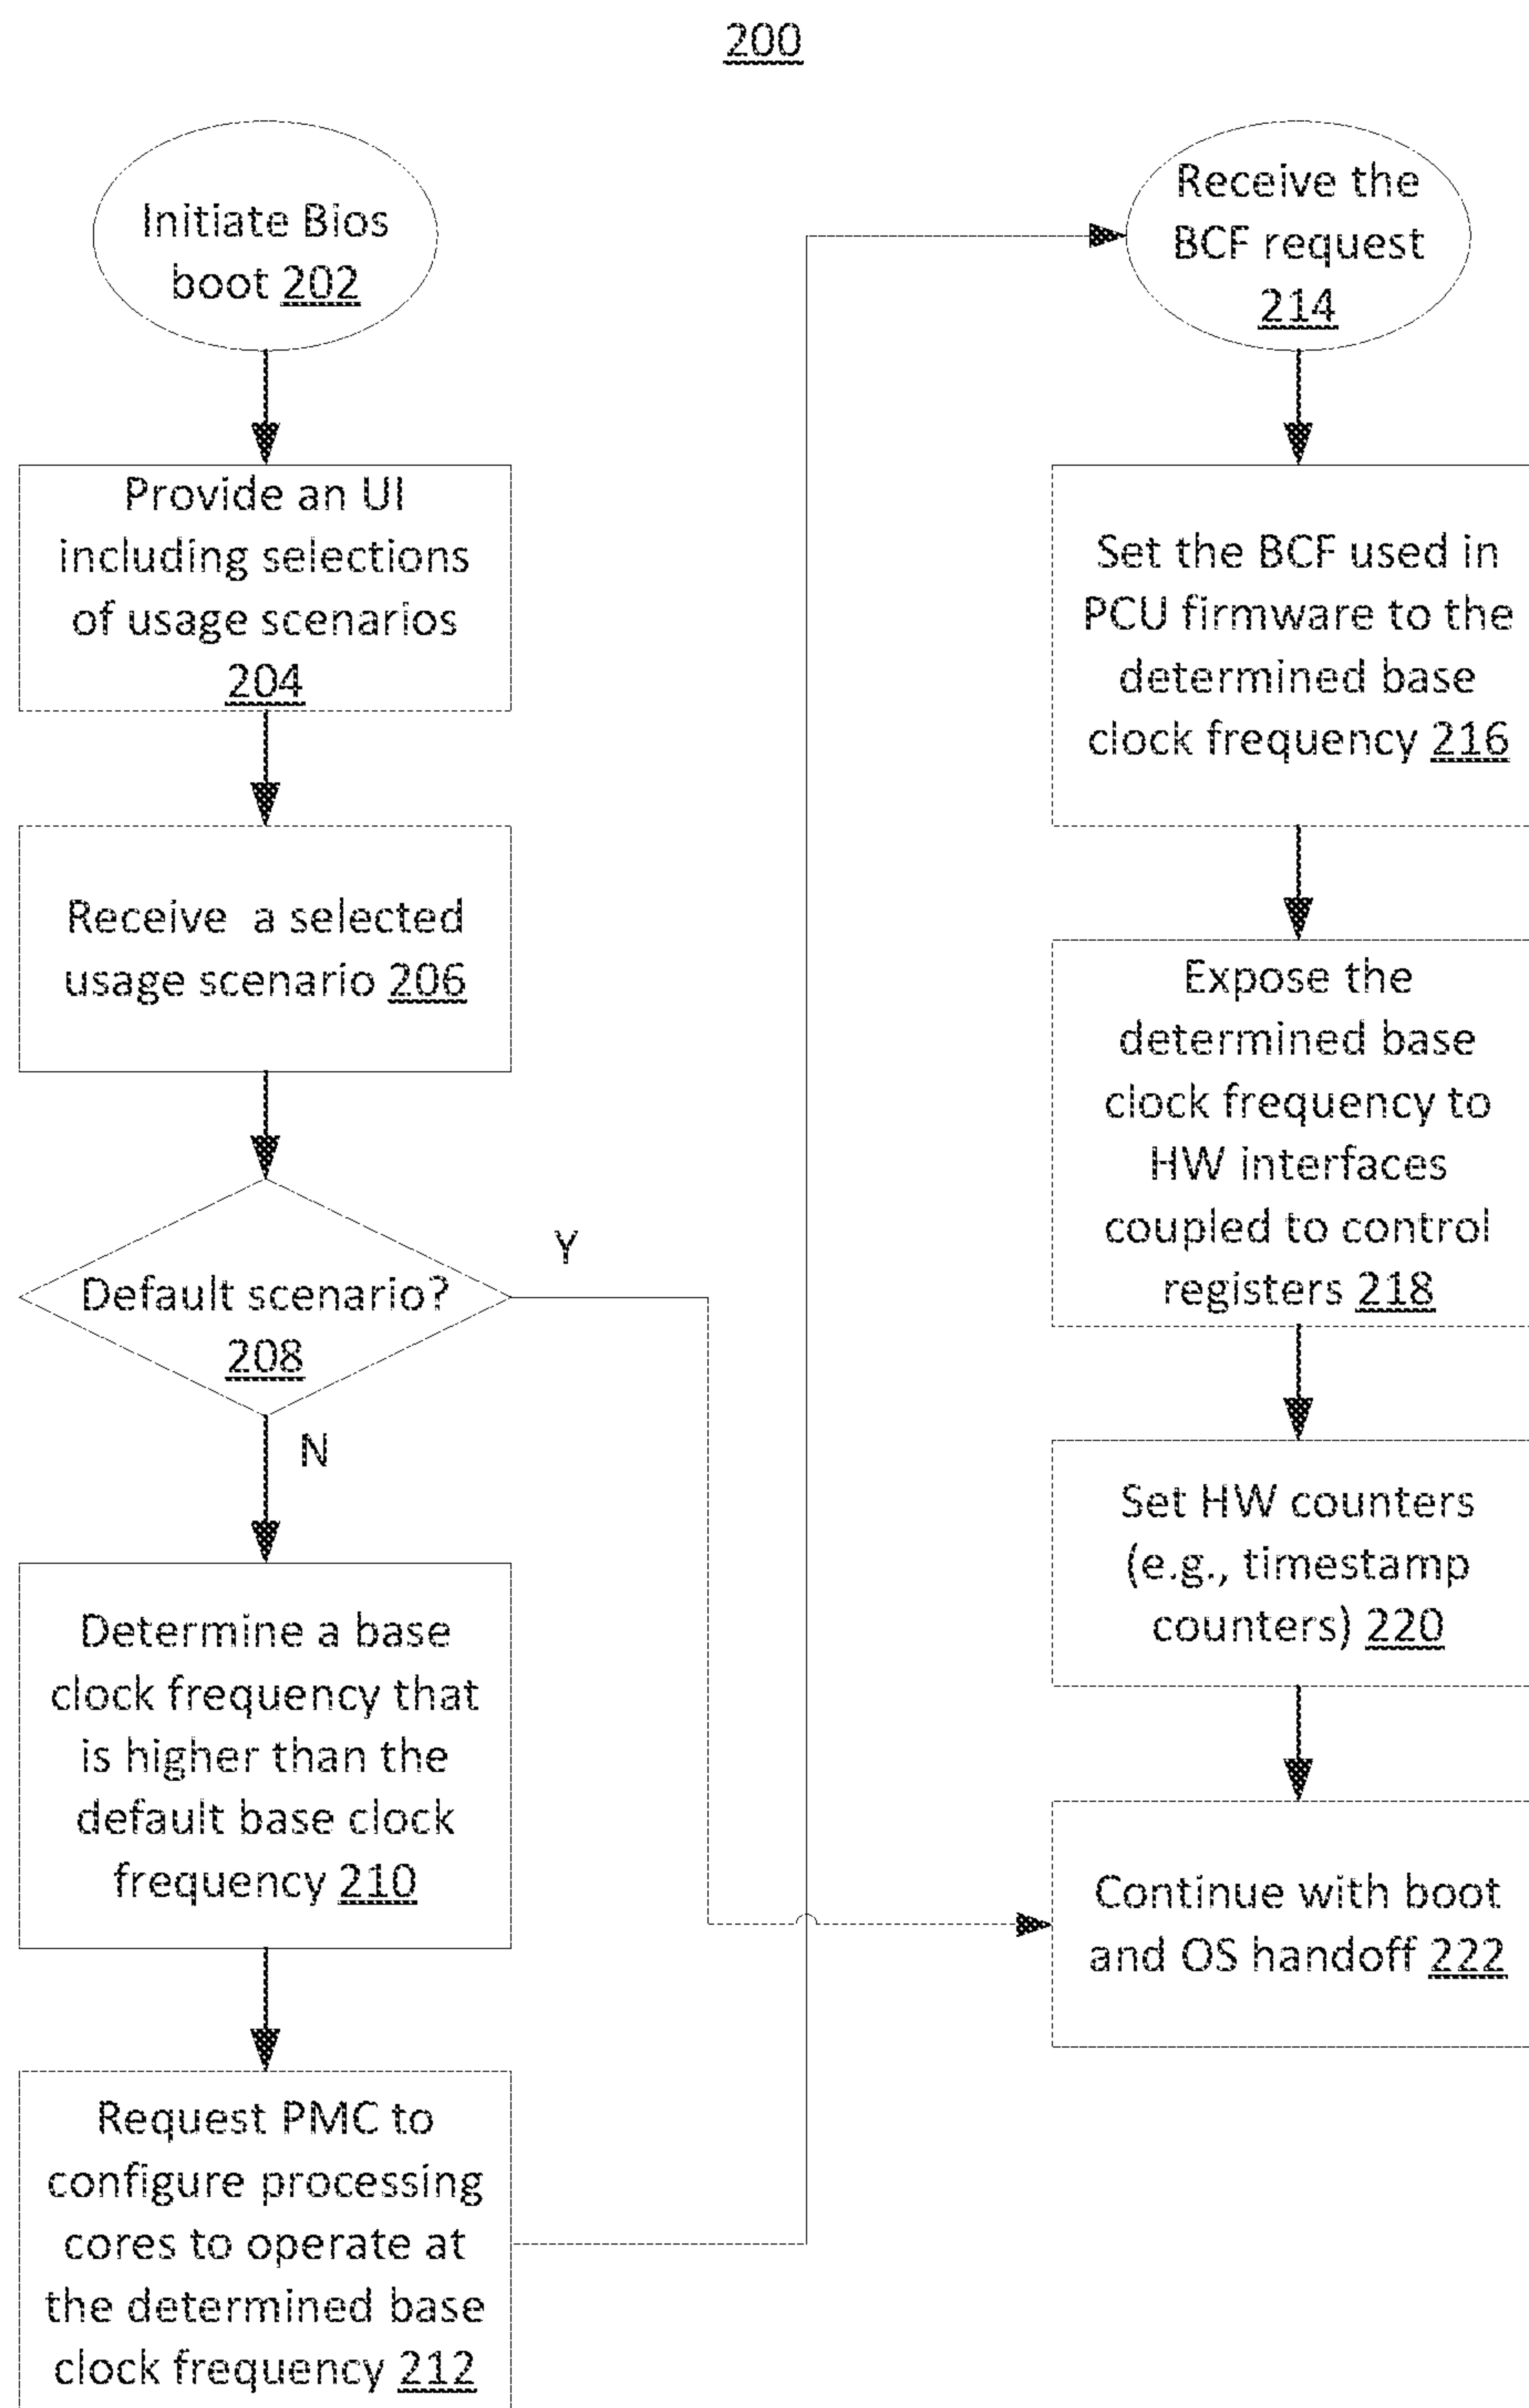 200
Initiate Bios
boot 202
Provide an UI
including selections
of usage scenarios
204
Receive a selected
usage scenario 206
Default scenario?
208
Y
N
Determine a base
clock frequency that
is higher than the
default base clock
frequency 210
Request PMC to
configure processing
cores to operate at
the determined base
clock frequency 212
Receive the
BCF request
214
Set the BCF used in
PCU firmware to the
determined base
clock frequency 216
Expose the
determined base
clock frequency to
HW interfaces
coupled to control
registers 218
Set HW counters
(e.g., timestamp
counters) 220
Continue with boot
and OS handoff 222